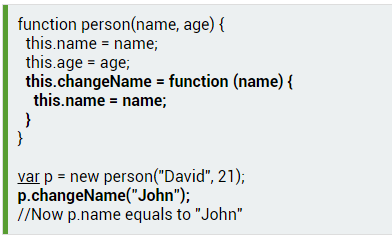 function person(name, age) {
  this.name = name;
  this.age = age;
  this.changeName = function (name) {
    this.name = name;
  }
}

var p = new person("David", 21);
p.changeName("John");
//Now p.name equals to "John"